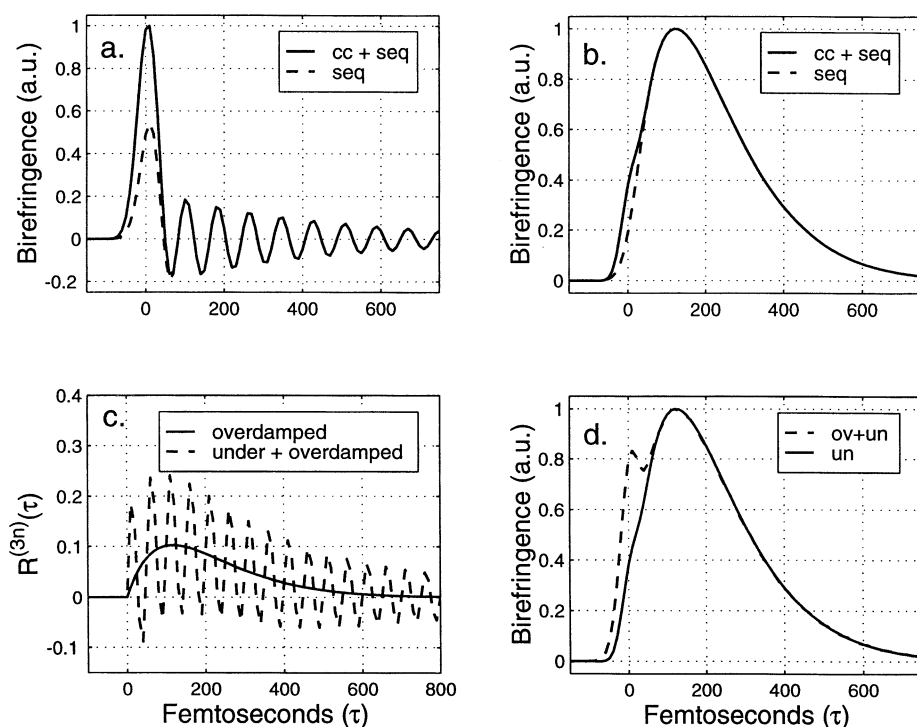 a.
cc + seq
seq
Birefringence (a.u.)
1
0.8
0.6
0.4
0.2
0
-0.2
0 200 400 600
b.
cc + seq
seq
Birefringence (a.u.)
1
0.8
0.6
0.4
0.2
0
0 200 400 600
c.
overdamped
under + overdamped
R(3n)(τ)
0.4
0.3
0.2
0.1
0
-0.1
0 200 400 600 800
Femtoseconds (τ)
d.
ov+un
un
Birefringence (a.u.)
1
0.8
0.6
0.4
0.2
0
0 200 400 600
Femtoseconds (τ)